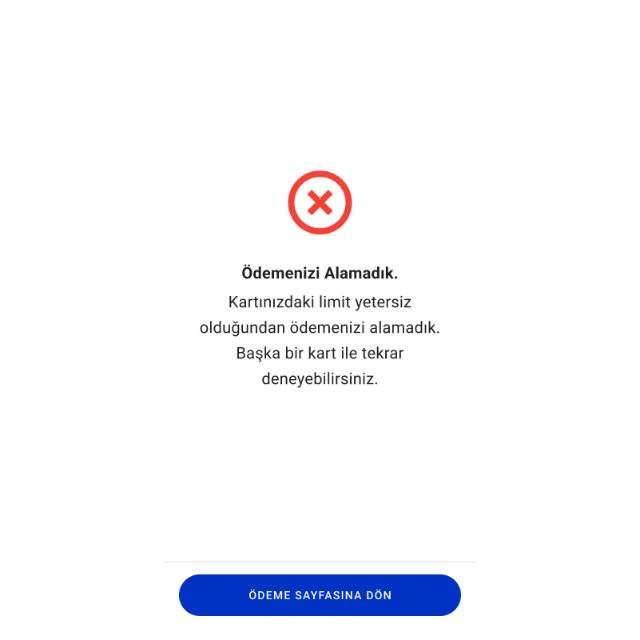 Ödemenizi Alamadık.
Kartınızdaki limit yetersiz
olduğundan ödemenizi alamadık.
Başka bir kart ile tekrar
deneyebilirsiniz.
ÖDEME SAYFASINA DÖN